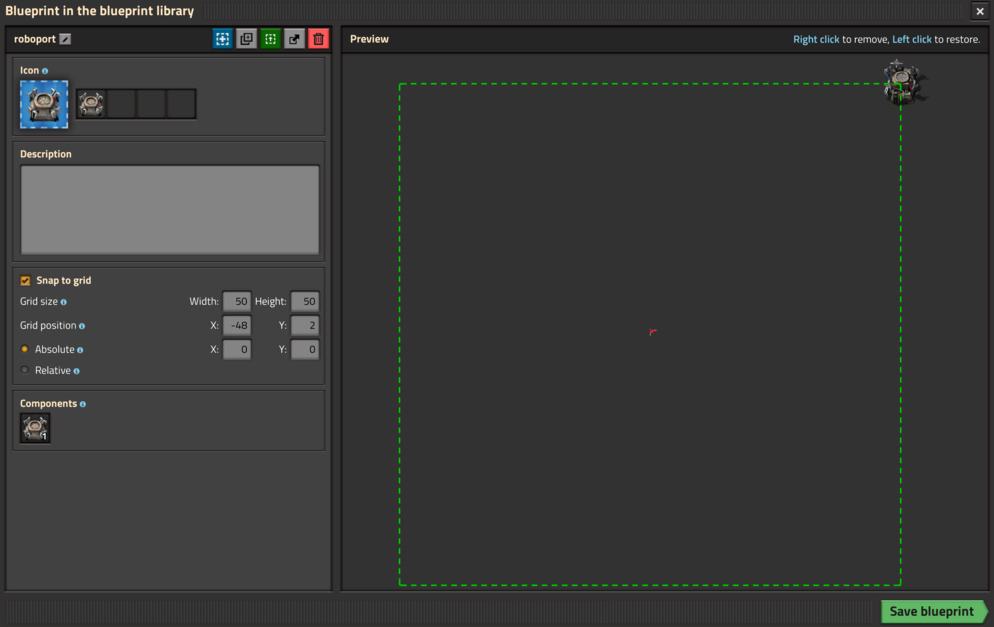 Blueprint in the blueprint library
roboport
Preview
Right click to remove, Left click to restore.
Icon
Description
Snap to grid
Grid size Width: 50 Height: 50
Grid position X: -48 Y: 2
Absolute X: 0 Y: 0
Relative
Components
1
Save blueprint